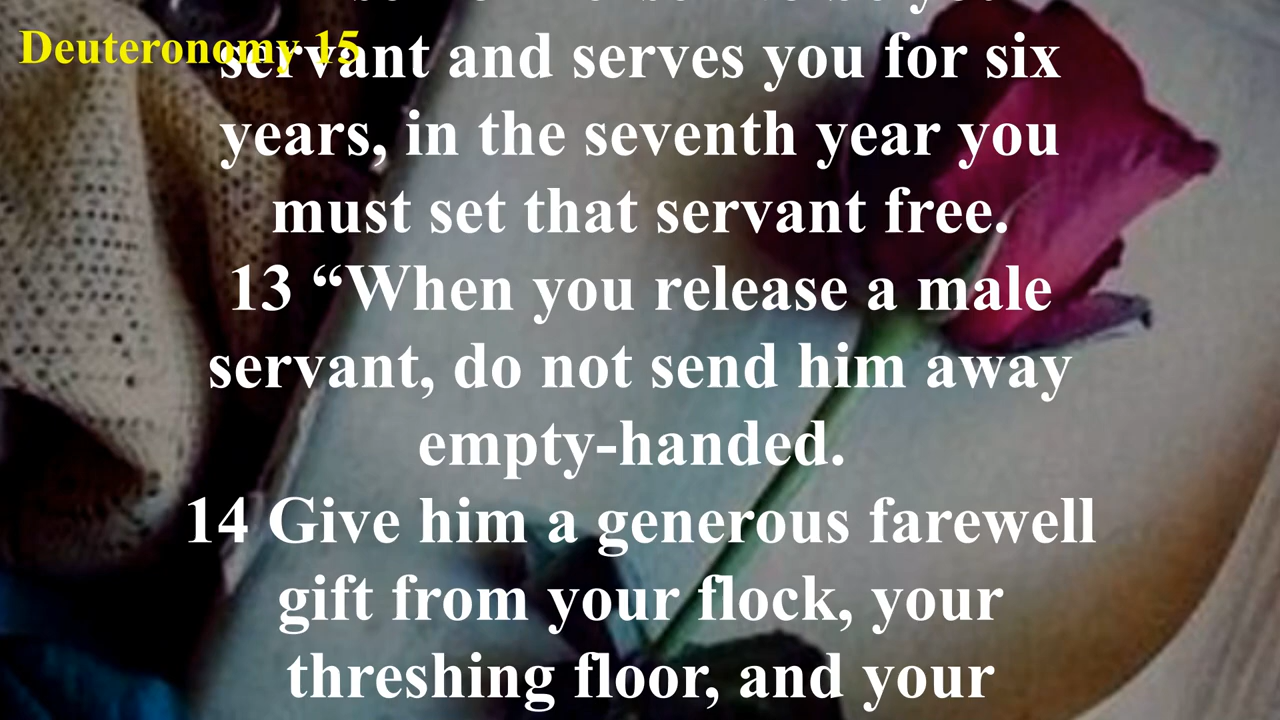 Deuteronomy 15
servant and serves you for six
years, in the seventh year you
must set that servant free.
13 “When you release a male
servant, do not send him away
empty-handed.
14 Give him a generous farewell
gift from your flock, your
threshing floor, and your